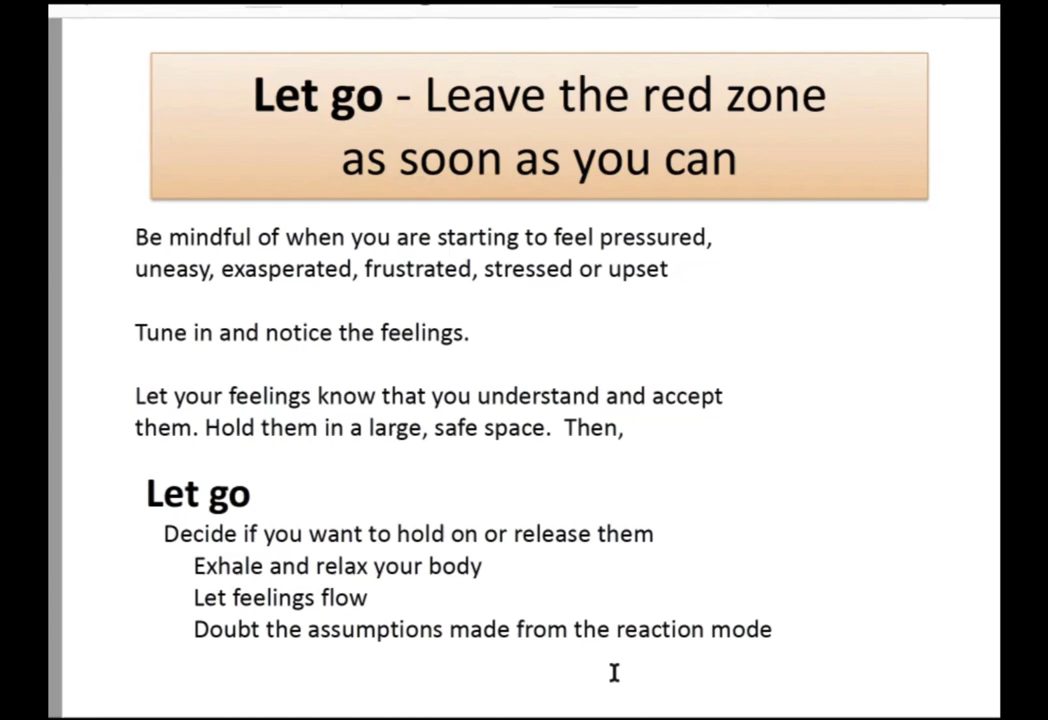 Let go - Leave the red zone
as soon as you can
Be mindful of when you are starting to feel pressured,
uneasy, exasperated, frustrated, stressed or upset
Tune in and notice the feelings.
Let your feelings know that you understand and accept
them. Hold them in a large, safe space.  Then,
Let go
Decide if you want to hold on or release them
Exhale and relax your body
Let feelings flow
Doubt the assumptions made from the reaction mode